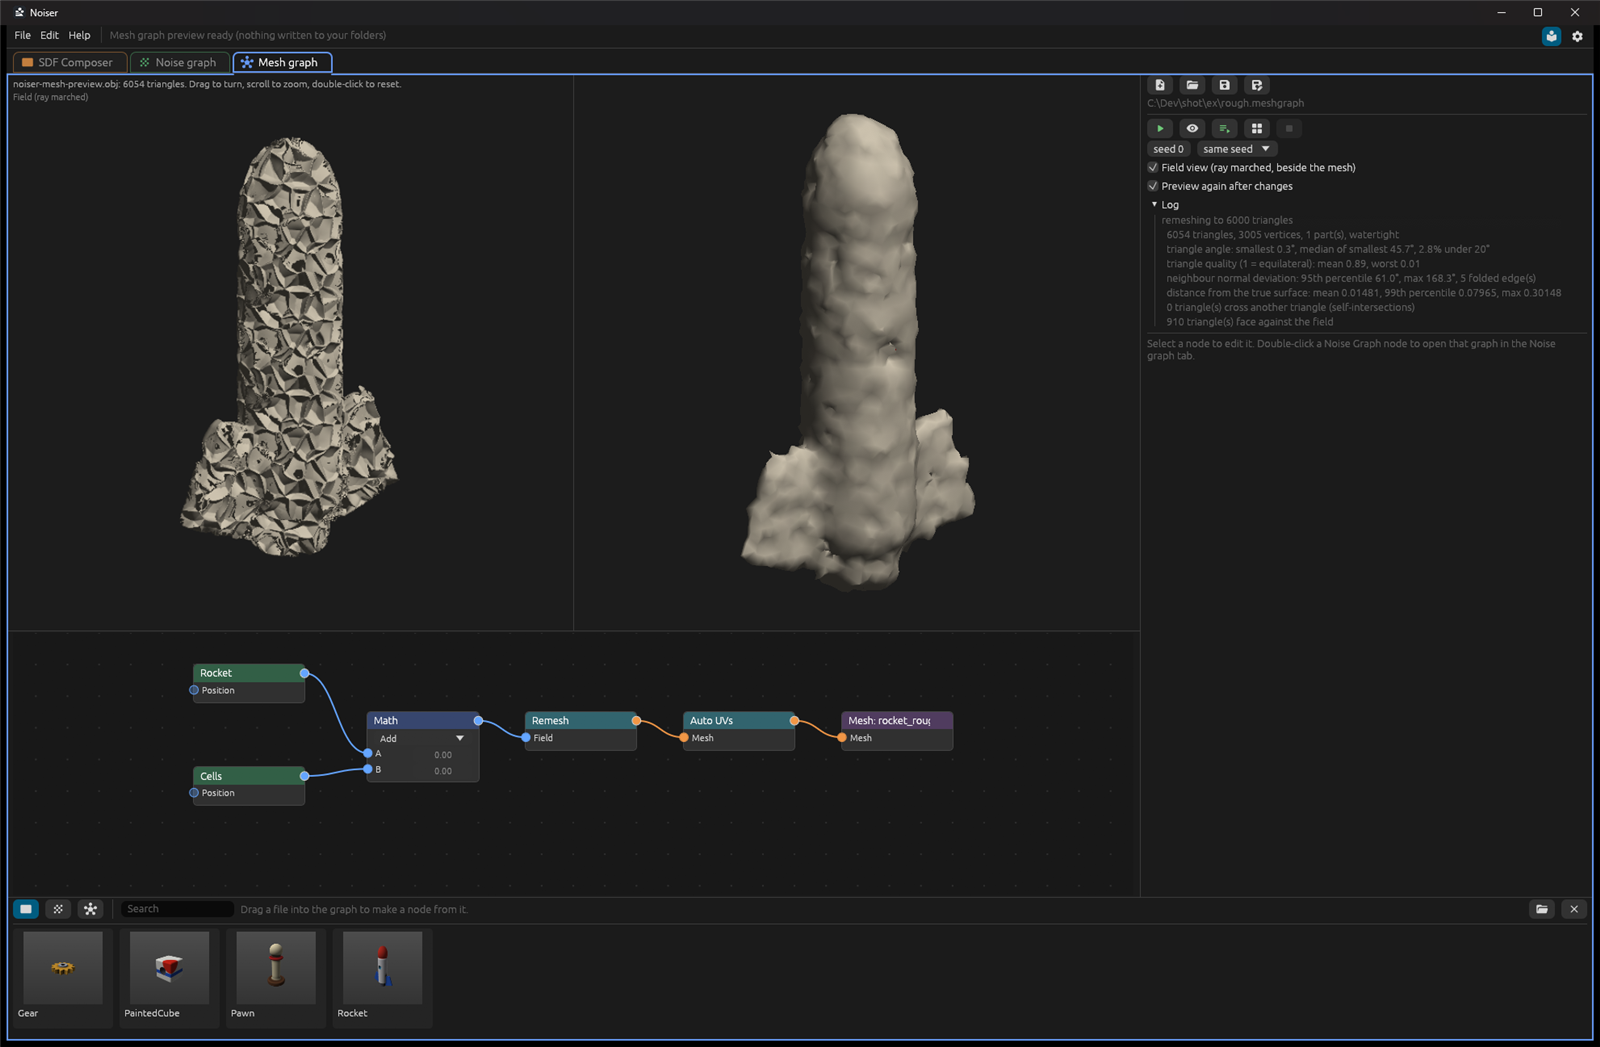 Noiser
File Edit Help Mesh graph preview ready (nothing written to your folders)
SDF Composer Noise graph Mesh graph
noiser-mesh-preview.obj: 6054 triangles. Drag to turn, scroll to zoom, double-click to reset.
Field (ray marched)
C:\Dev\shot\ex\rough.meshgraph
seed 0 same seed
Field view (ray marched, beside the mesh)
Preview again after changes
Log
remeshing to 6000 triangles
6054 triangles, 3005 vertices, 1 part(s), watertight
triangle angle: smallest 0.3°, median of smallest 45.7°, 2.8% under 20°
triangle quality (1 = equilateral): mean 0.89, worst 0.01
neighbour normal deviation: 95th percentile 61.0°, max 168.3°, 5 folded edge(s)
distance from the true surface: mean 0.01481, 99th percentile 0.07965, max 0.30148
0 triangle(s) cross another triangle (self-intersections)
910 triangle(s) face against the field
Select a node to edit it. Double-click a Noise Graph node to open that graph in the Noise
graph tab.
Rocket
Position
Math
Add
A 0.00
B 0.00
Remesh
Field
Auto UVs
Mesh
Mesh: rocket_roug
Mesh
Cells
Position
Search Drag a file into the graph to make a node from it.
Gear PaintedCube Pawn Rocket